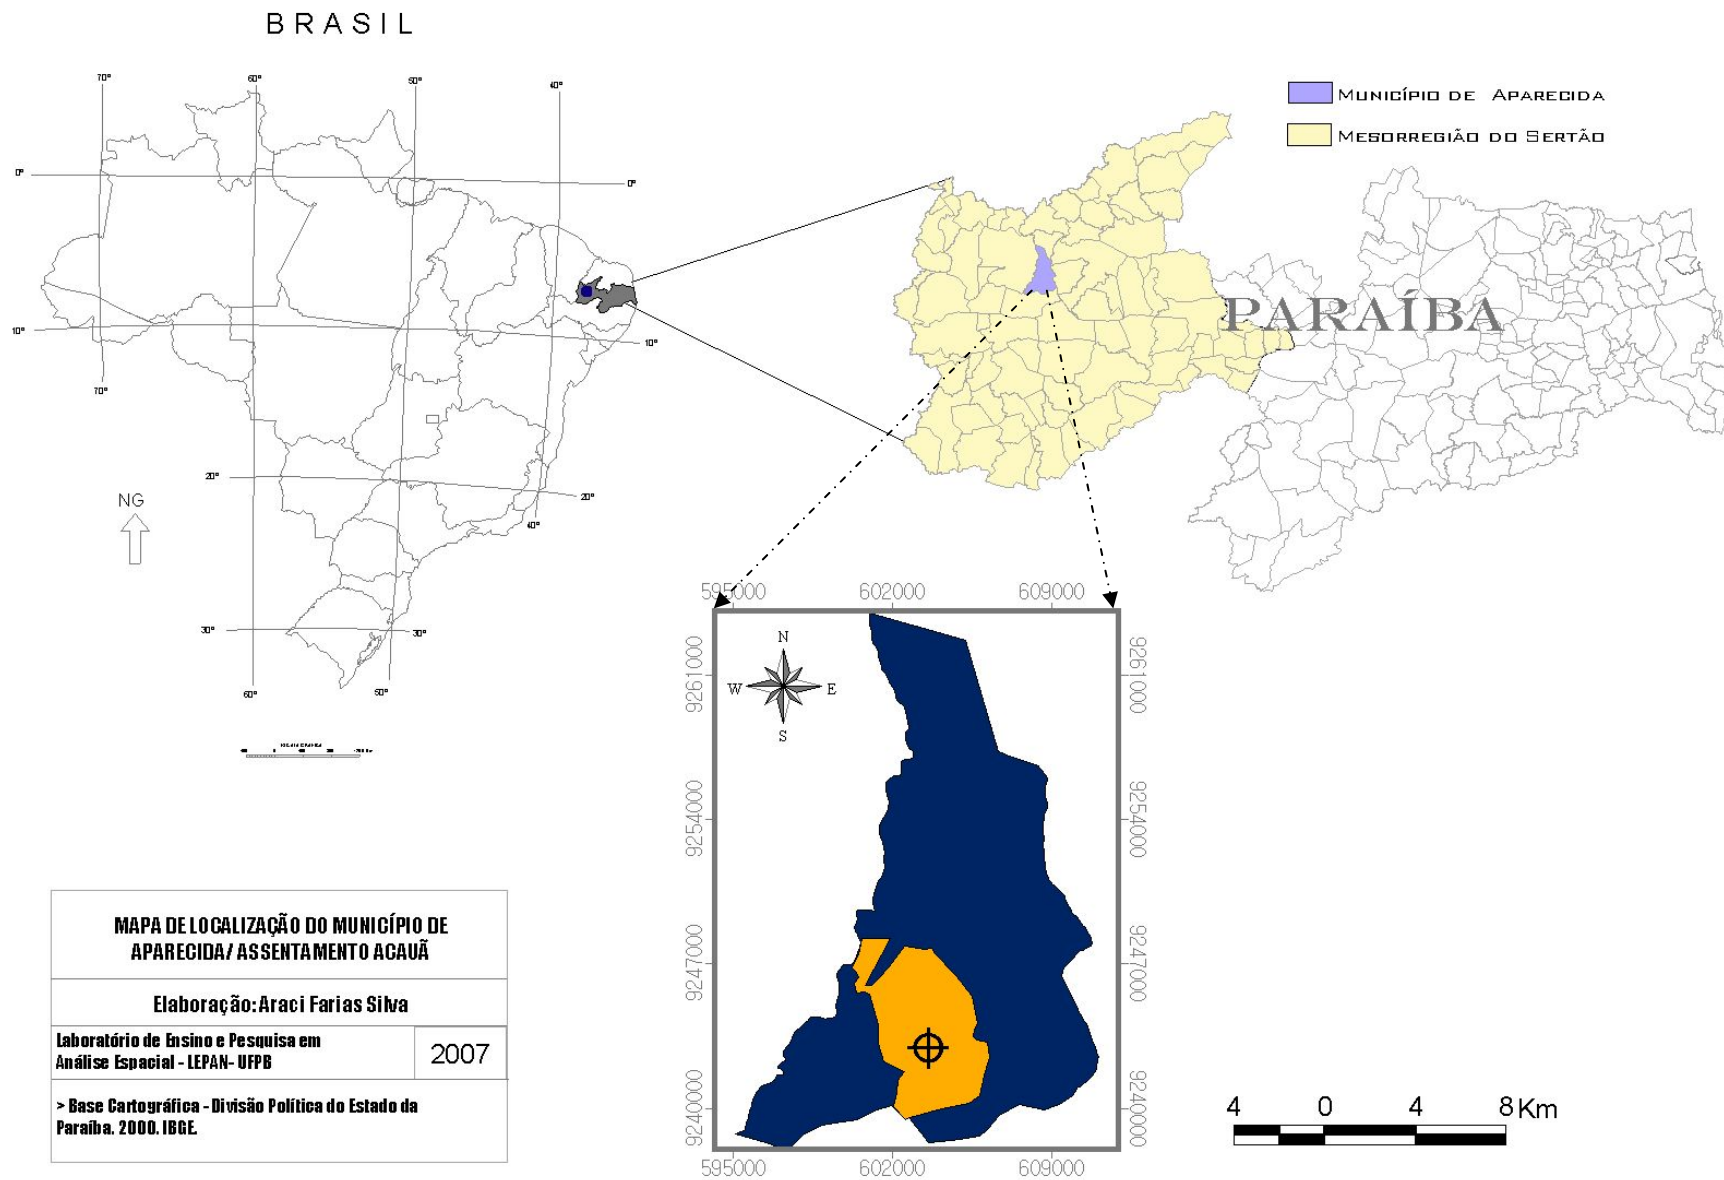 BRASIL
70°
60°
50°
40°
MUNICÍPIO DE APARECIDA
MESORREGIÃO DO SERTÃO
0°
0°
PARAÍBA
10°
10°
70°
20°
20°
NG
40°
595000
602000
609000
30°
30°
N
9261000
9261000
W
E
60°
50°
S
9254000
9254000
MAPA DE LOCALIZAÇÃO DO MUNICÍPIO DE
APARECIDA/ ASSENTAMENTO ACAUÃ
9247000
9247000
Elaboração: Araci Farias Silva
Laboratório de Ensino e Pesquisa em
Análise Espacial - LEPAN- UFPB
2007
> Base Cartográfica - Divisão Política do Estado da
Paraíba. 2000. IBGE.
9240000
9240000
4 0 4 8 Km
595000
602000
609000